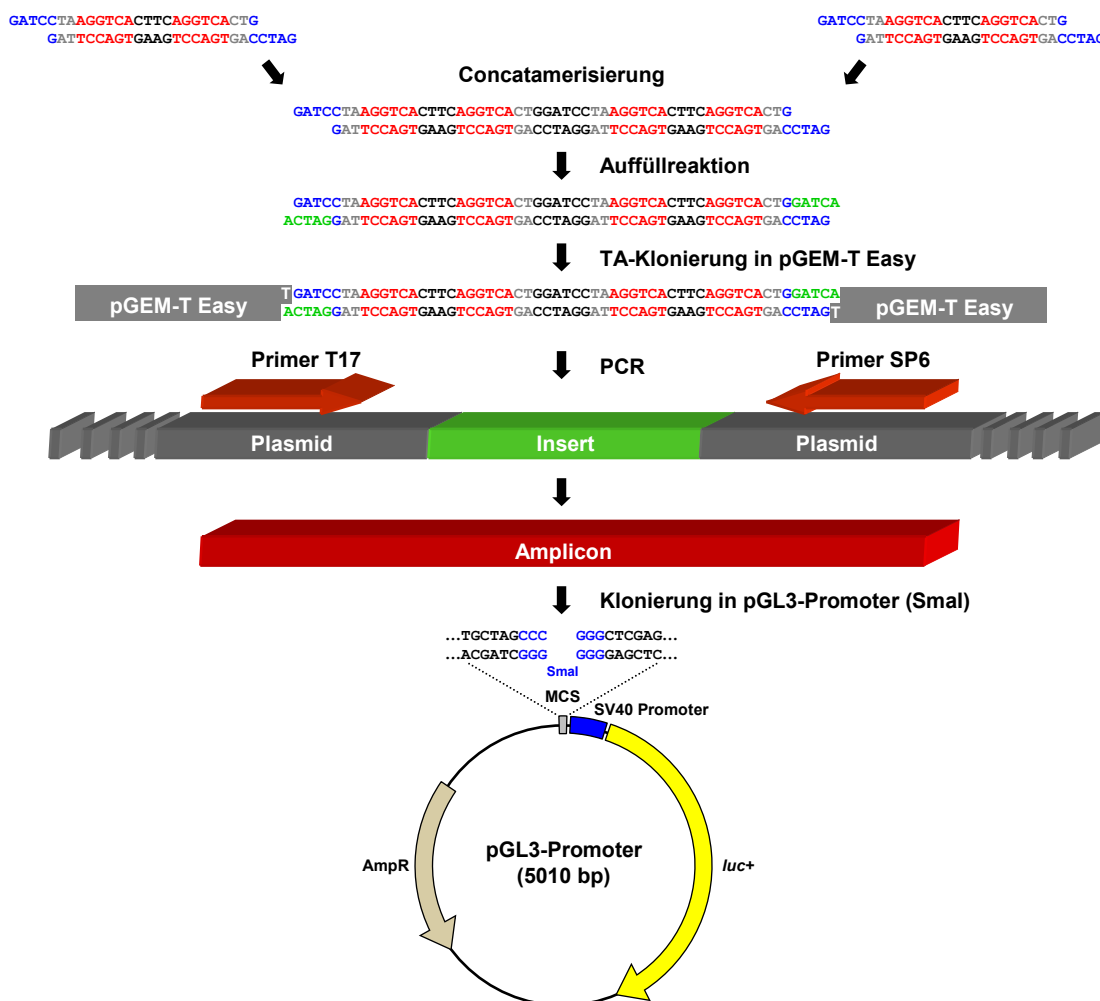 GATCCTAAGGTCACTTCAGGTCACTG
GATTCCAGTGAAGTCCAGTGACCTAG
GATCCTAAGGTCACTTCAGGTCACTG
GATTCCAGTGAAGTCCAGTGACCTAG
Concatamerisierung
GATCCTAAGGTCACTTCAGGTCACTGGATCCTAAGGTCACTTCAGGTCACTG
GATTCCAGTGAAGTCCAGTGACCTAGGATTCCAGTGAAGTCCAGTGACCTAG
Auffüllreaktion
GATCCTAAGGTCACTTCAGGTCACTGGATCCTAAGGTCACTTCAGGTCACTGGATCA
ACTAGGATTCCAGTGAAGTCCAGTGACCTAGGATTCCAGTGAAGTCCAGTGACCTAG
TA-Klonierung in pGEM-T Easy
TGATCCTAAGGTCACTTCAGGTCACTGGATCCTAAGGTCACTTCAGGTCACTGGATCA
pGEM-T Easy
ACTAGGATTCCAGTGAAGTCCAGTGACCTAGGATTCCAGTGAAGTCCAGTGACCTAGT
pGEM-T Easy
Primer T17
PCR
Primer SP6
Plasmid
Insert
Plasmid
Amplicon
Klonierung in pGL3-Promoter (SmaI)
...TGCTAGCCC GGGCTCGAG...
...ACGATCGGG GGGGAGCTC...
SmaI
MCS
SV40 Promoter
AmpR
pGL3-Promoter
(5010 bp)
luc+